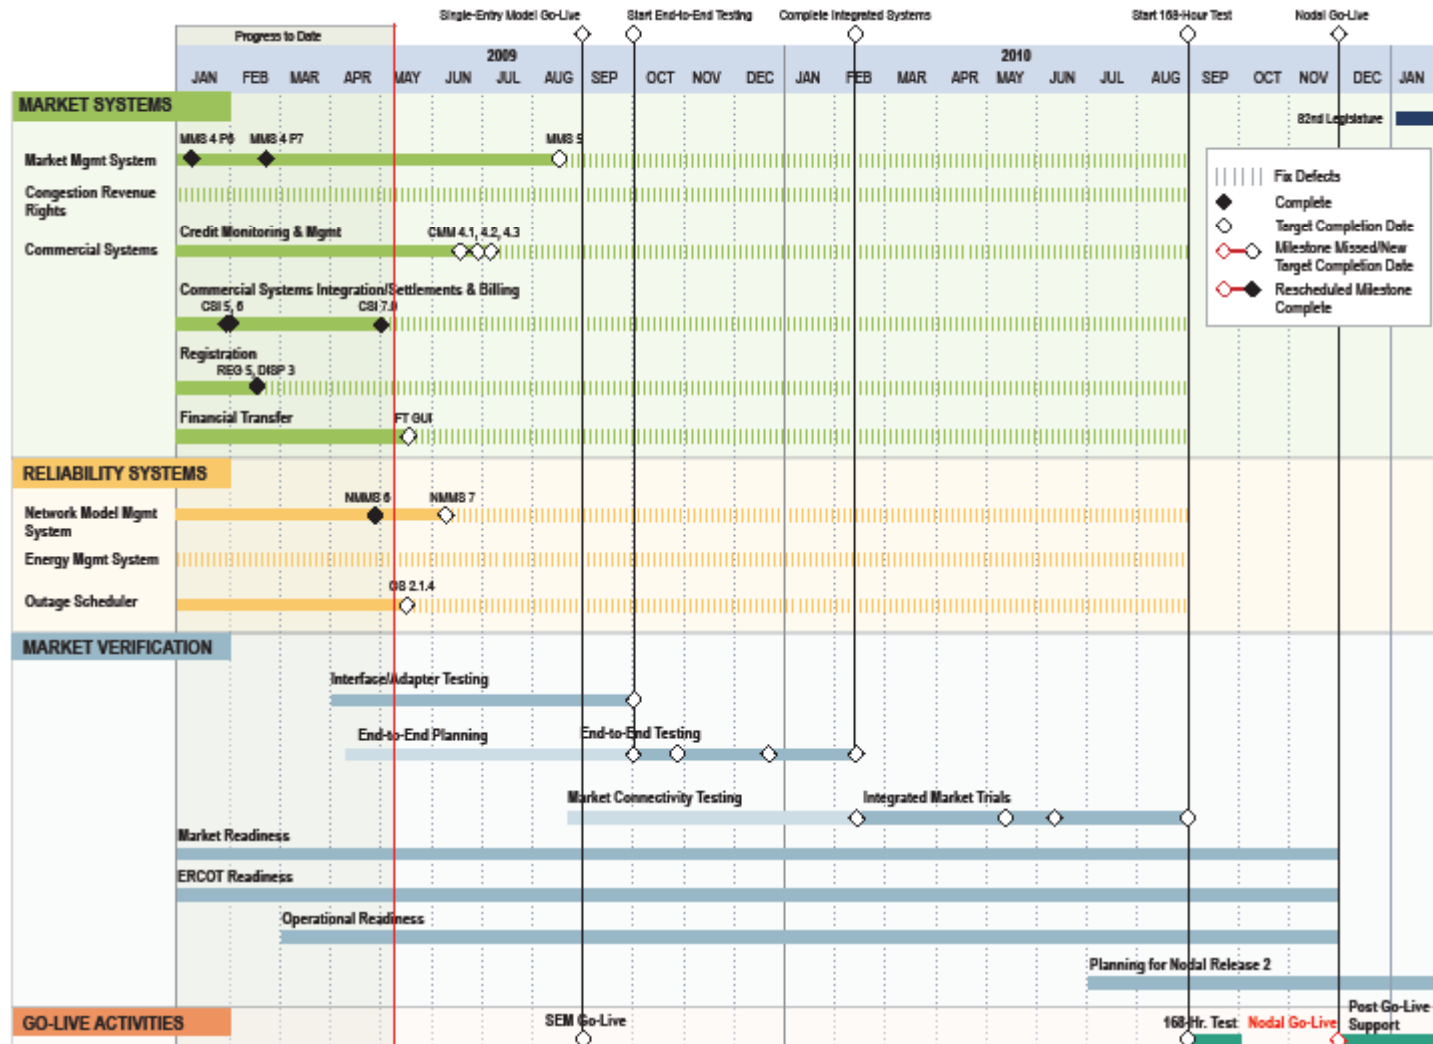 Single-Entry Model Go-Live
Start End-to-End Testing
Complete Integrated Systems
Start 168-Hour Test
Nodal Go-Live
Progress to Date
2009
2010
JAN FEB MAR APR MAY JUN JUL AUG SEP OCT NOV DEC JAN FEB MAR APR MAY JUN JUL AUG SEP OCT NOV DEC JAN
MARKET SYSTEMS
82nd Legislature
MMS 4 P6
MMS 4 P7
MMS 5
Market Mgmt System
Congestion Revenue
Rights
Credit Monitoring & Mgmt
CMM 4.1, 4.2, 4.3
Commercial Systems
Commercial Systems Integration/Settlements & Billing
CSI 5, 6
CSI 7.0
Registration
REG 5, DISP 3
Financial Transfer
FT GUI
Fix Defects
Complete
Target Completion Date
Milestone Missed/New
Target Completion Date
Rescheduled Milestone
Complete
RELIABILITY SYSTEMS
NMMS 6
NMMS 7
Network Model Mgmt
System
Energy Mgmt System
OS 2.1.4
Outage Scheduler
MARKET VERIFICATION
Interface/Adapter Testing
End-to-End Planning
End-to-End Testing
Market Connectivity Testing
Integrated Market Trials
Market Readiness
ERCOT Readiness
Operational Readiness
Planning for Nodal Release 2
GO-LIVE ACTIVITIES
SEM Go-Live
168-Hr. Test
Nodal Go-Live
Post Go-Live
Support